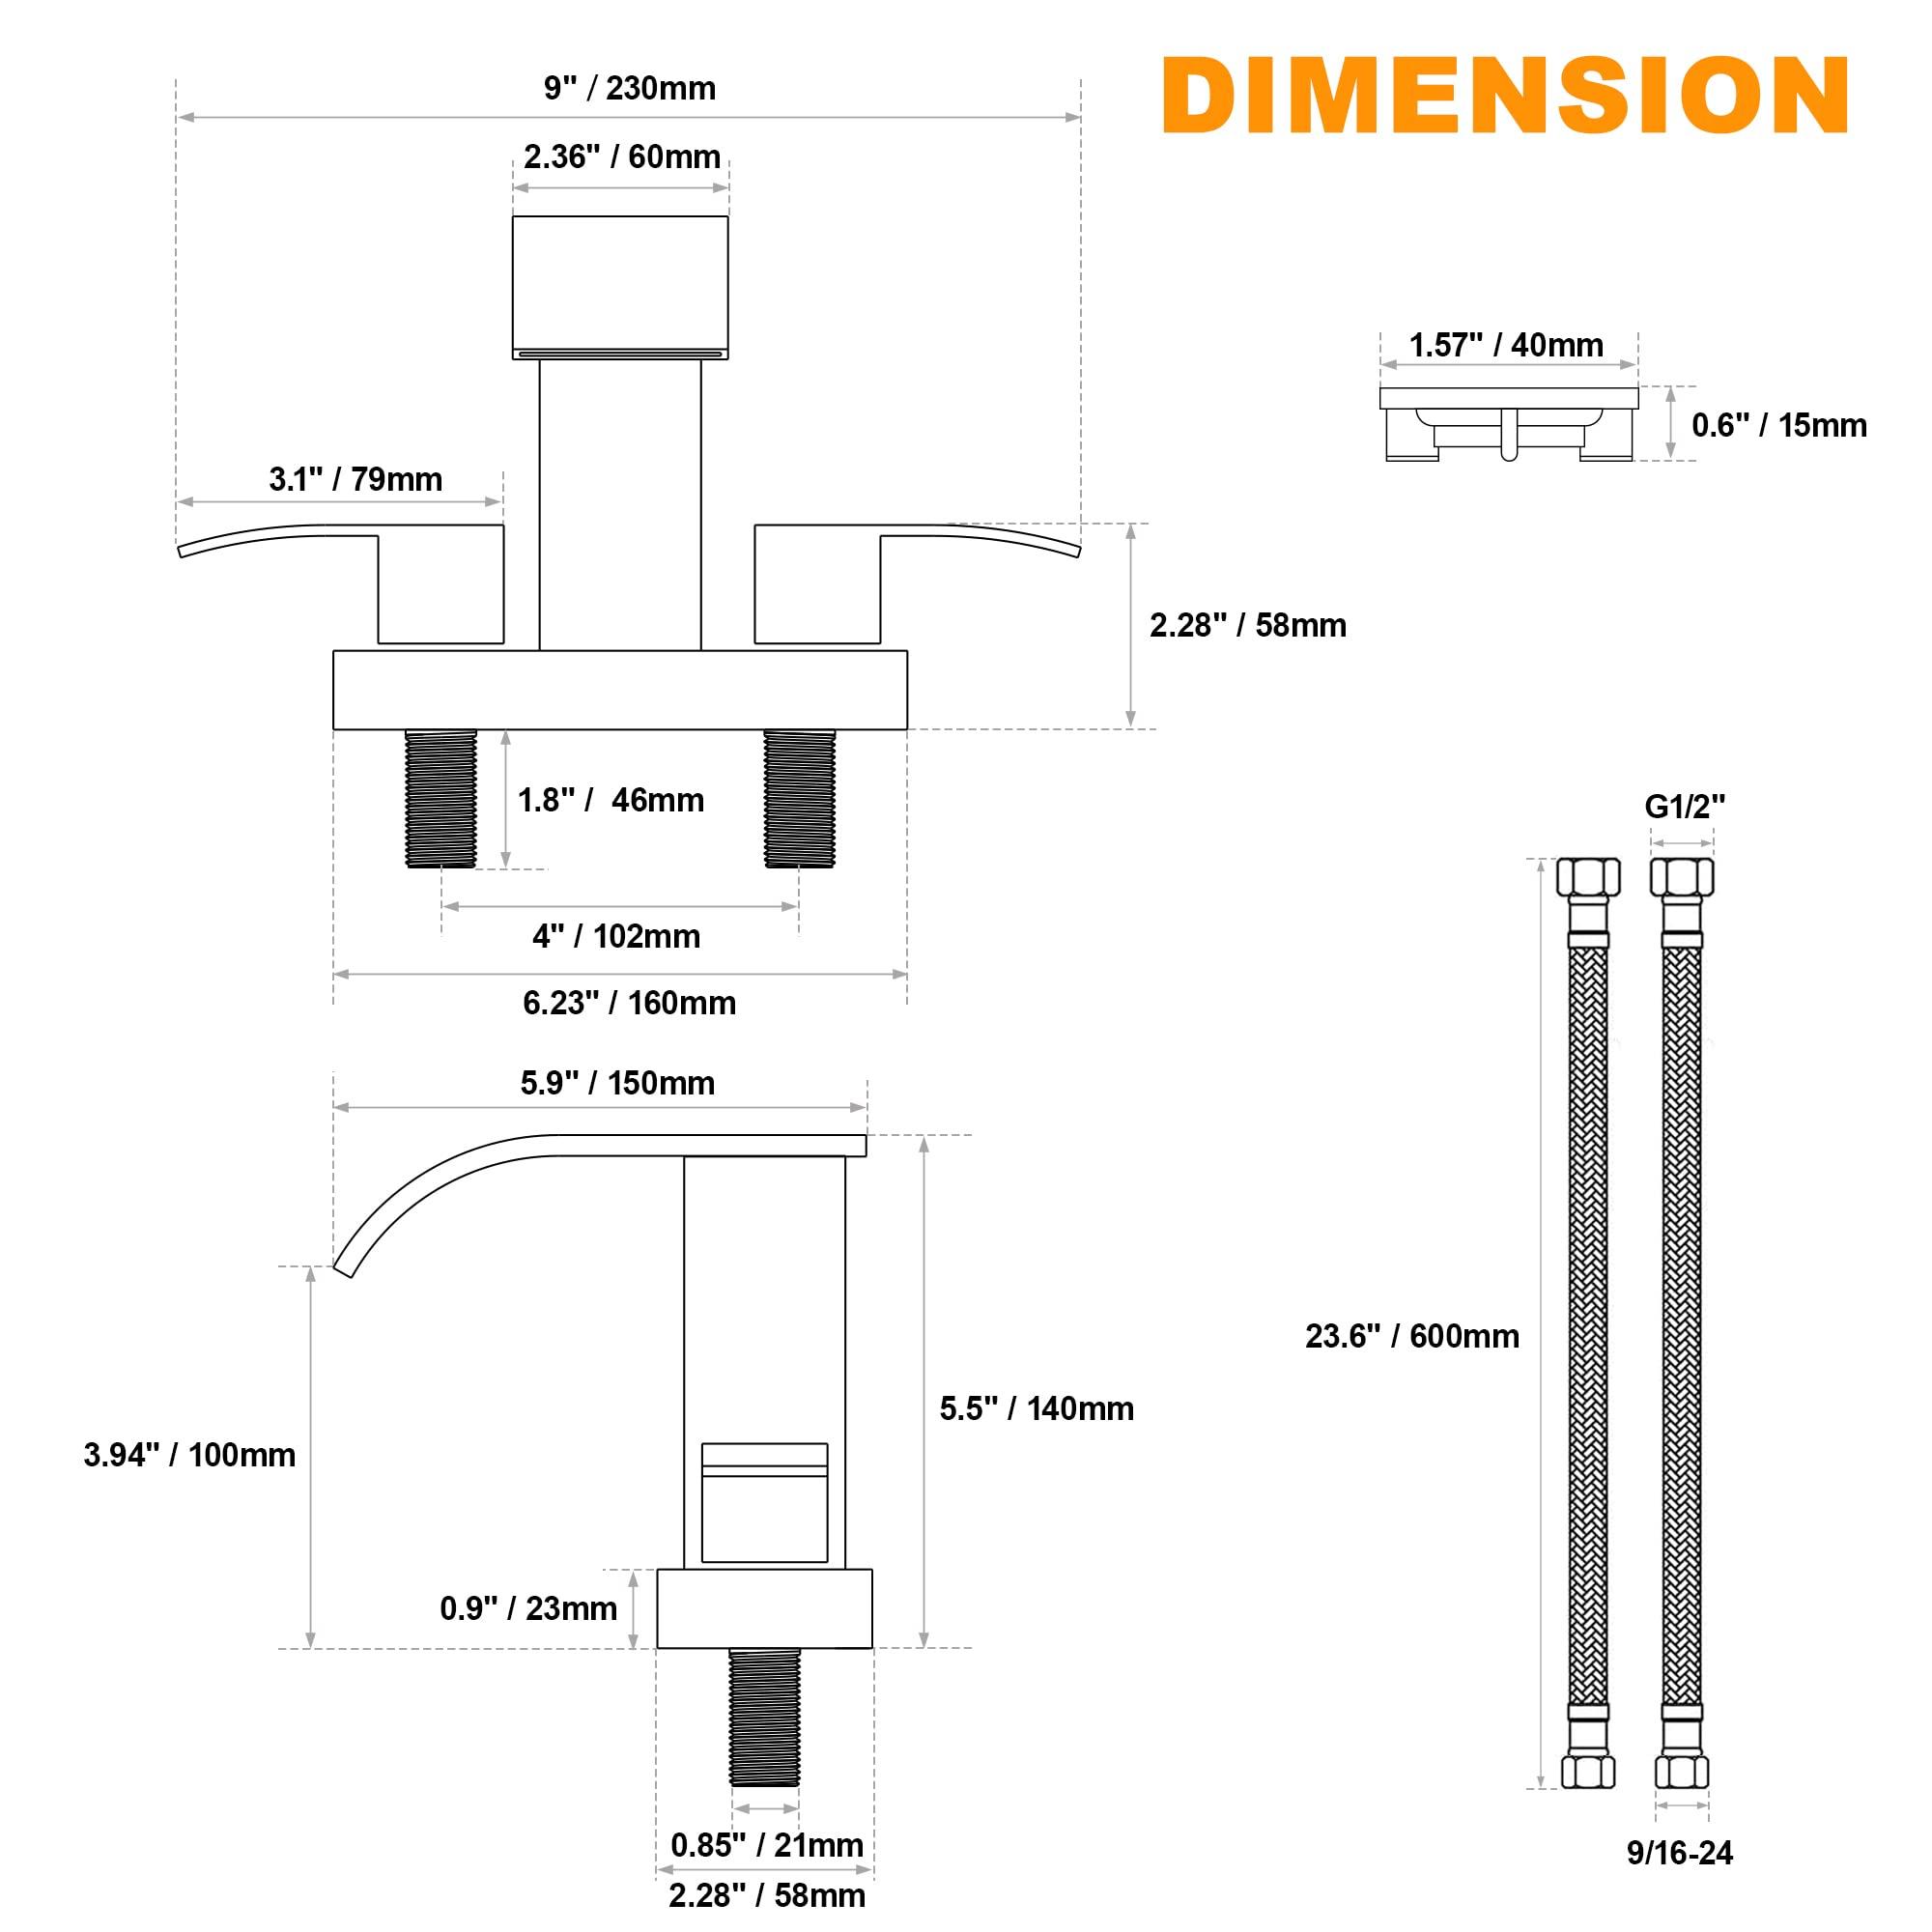 DIMENSION
9" / 230mm
2.36" / 60mm
1.57" / 40mm
0.6" / 15mm
3.1" / 79mm
2.28" / 58mm
1.8" /  46mm
G1/2"
4" / 102mm
6.23" / 160mm
5.9" / 150mm
23.6" / 600mm
5.5" / 140mm
3.94" / 100mm
0.9" / 23mm
0.85" / 21mm
9/16-24
2.28" / 58mm